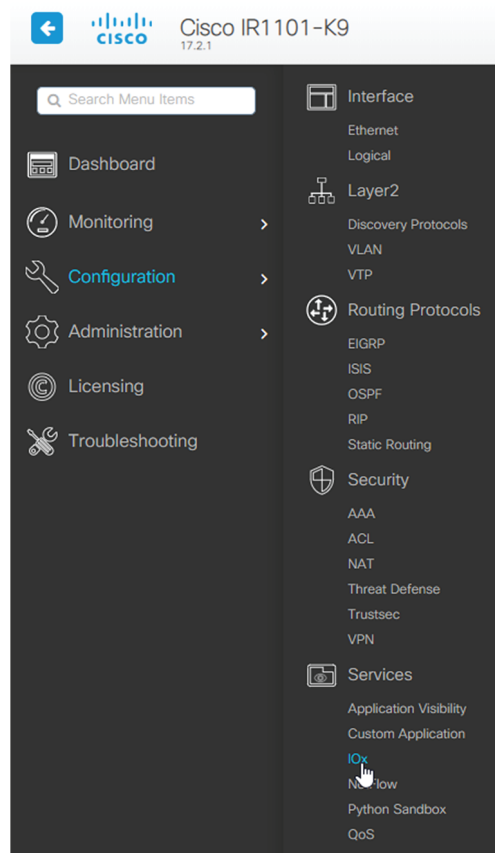 CISCO
Cisco IR1101-K9
17.2.1
Search Menu Items
Dashboard
Monitoring
Configuration
Administration
Licensing
Troubleshooting
Interface
Ethernet
Logical
Layer2
Discovery Protocols
VLAN
VTP
Routing Protocols
EIGRP
ISIS
OSPF
RIP
Static Routing
Security
AAA
ACL
NAT
Threat Defense
Trustsec
VPN
Services
Application Visibility
Custom Application
IOx
NetFlow
Python Sandbox
QoS